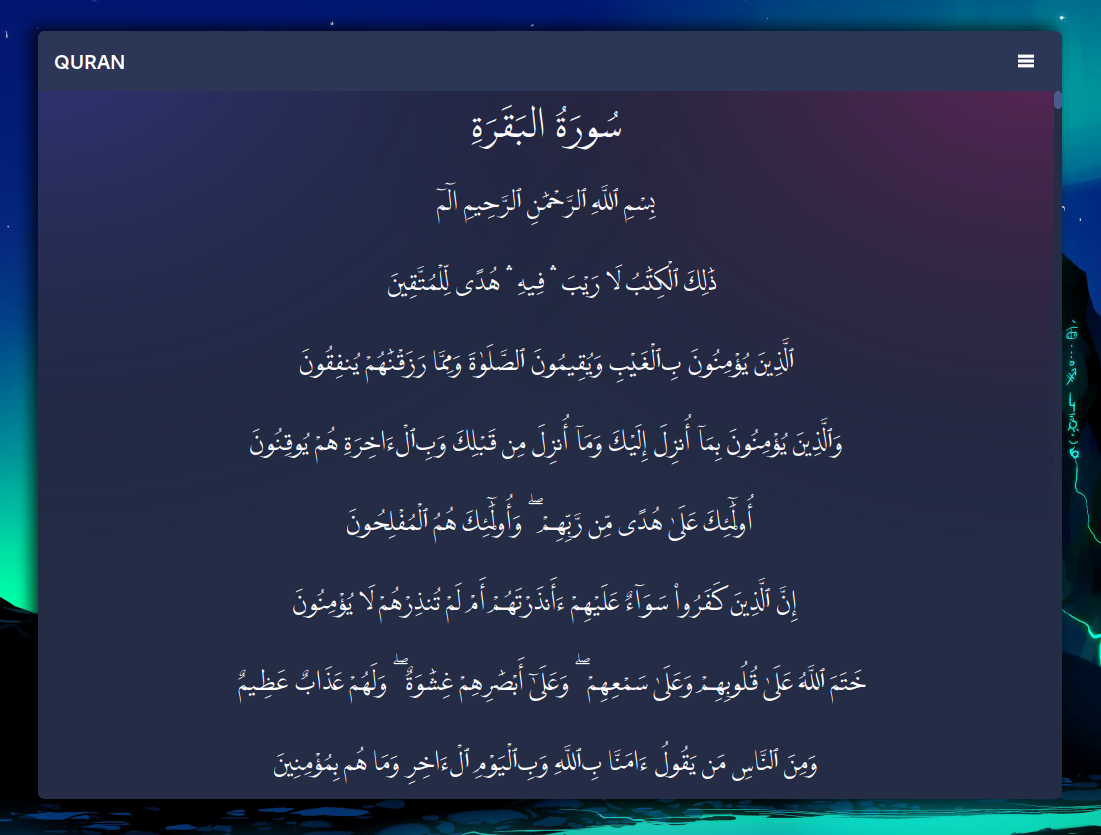 QURAN
سُورَةُ البَقَرَةِ
بِسْمِ ٱللَّهِ ٱلرَّحْمَٰنِ ٱلرَّحِيمِ الٓمٓ
ذَٰلِكَ ٱلْكِتَٰبُ لَا رَيْبَ ۛ فِيهِ ۛ هُدًى لِّلْمُتَّقِينَ
ٱلَّذِينَ يُؤْمِنُونَ بِٱلْغَيْبِ وَيُقِيمُونَ ٱلصَّلَوٰةَ وَمِمَّا رَزَقْنَٰهُمْ يُنفِقُونَ
وَٱلَّذِينَ يُؤْمِنُونَ بِمَآ أُنزِلَ إِلَيْكَ وَمَآ أُنزِلَ مِن قَبْلِكَ وَبِٱلْءَاخِرَةِ هُمْ يُوقِنُونَ
أُو۟لَٰٓئِكَ عَلَىٰ هُدًى مِّن رَّبِّهِمْ ۖ وَأُو۟لَٰٓئِكَ هُمُ ٱلْمُفْلِحُونَ
إِنَّ ٱلَّذِينَ كَفَرُوا۟ سَوَآءٌ عَلَيْهِمْ ءَأَنذَرْتَهُمْ أَمْ لَمْ تُنذِرْهُمْ لَا يُؤْمِنُونَ
خَتَمَ ٱللَّهُ عَلَىٰ قُلُوبِهِمْ وَعَلَىٰ سَمْعِهِمْ ۖ وَعَلَىٰٓ أَبْصَٰرِهِمْ غِشَٰوَةٌ ۖ وَلَهُمْ عَذَابٌ عَظِيمٌ
وَمِنَ ٱلنَّاسِ مَن يَقُولُ ءَامَنَّا بِٱللَّهِ وَبِٱلْيَوْمِ ٱلْءَاخِرِ وَمَا هُم بِمُؤْمِنِينَ